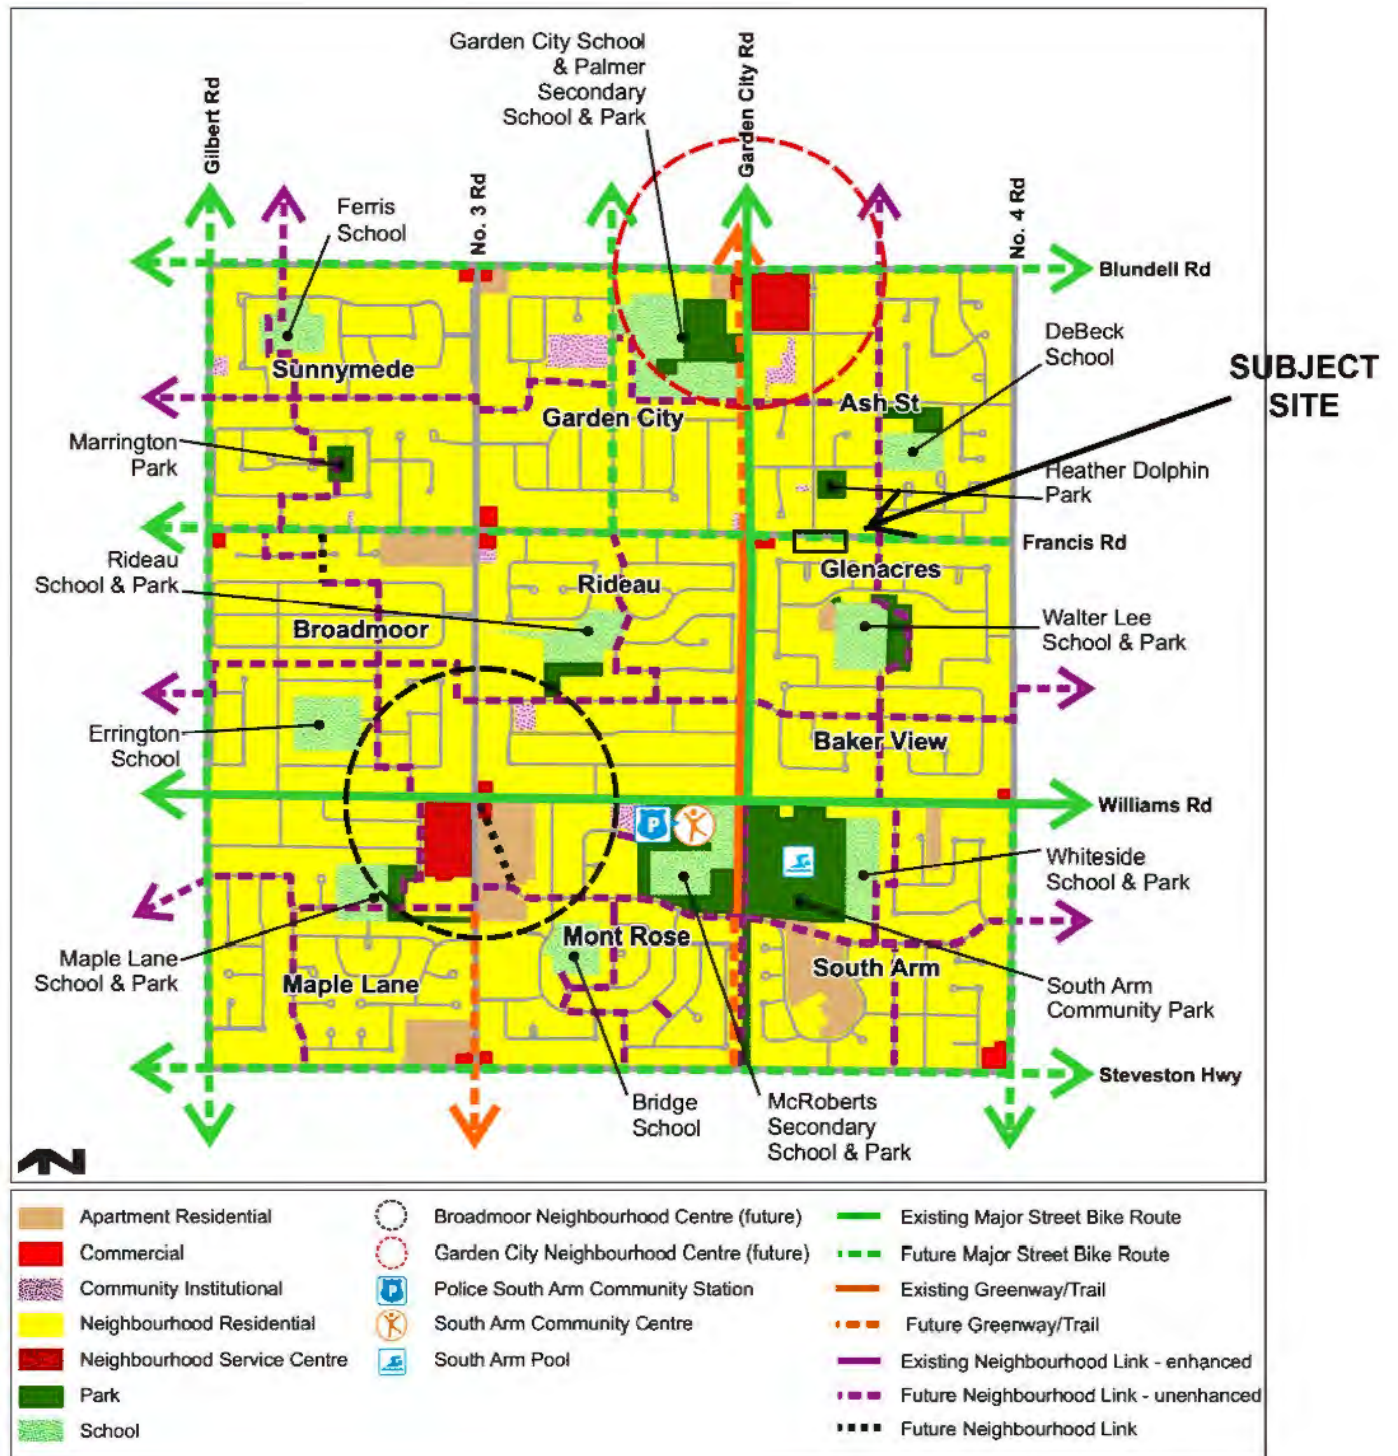 Garden City School
& Palmer
Secondary
School & Park
Gilbert Rd
No. 3 Rd
Garden City Rd
No. 4 Rd
Ferris
School
Blundell Rd
DeBeck
School
SUBJECT
SITE
Sunnymede
Garden City
Ash St
Marrington
Park
Heather Dolphin
Park
Francis Rd
Rideau
School & Park
Rideau
Glenacres
Broadmoor
Walter Lee
School & Park
Errington
School
Baker View
Williams Rd
P
Whiteside
School & Park
Maple Lane
School & Park
Mont Rose
Maple Lane
South Arm
South Arm
Community Park
Steveston Hwy
Bridge
School
McRoberts
Secondary
School & Park
N
Apartment Residential
Commercial
Community Institutional
Neighbourhood Residential
Neighbourhood Service Centre
Park
School
Broadmoor Neighbourhood Centre (future)
Garden City Neighbourhood Centre (future)
P
Police South Arm Community Station
South Arm Community Centre
South Arm Pool
Existing Major Street Bike Route
Future Major Street Bike Route
Existing Greenway/Trail
Future Greenway/Trail
Existing Neighbourhood Link - enhanced
Future Neighbourhood Link - unenhanced
Future Neighbourhood Link